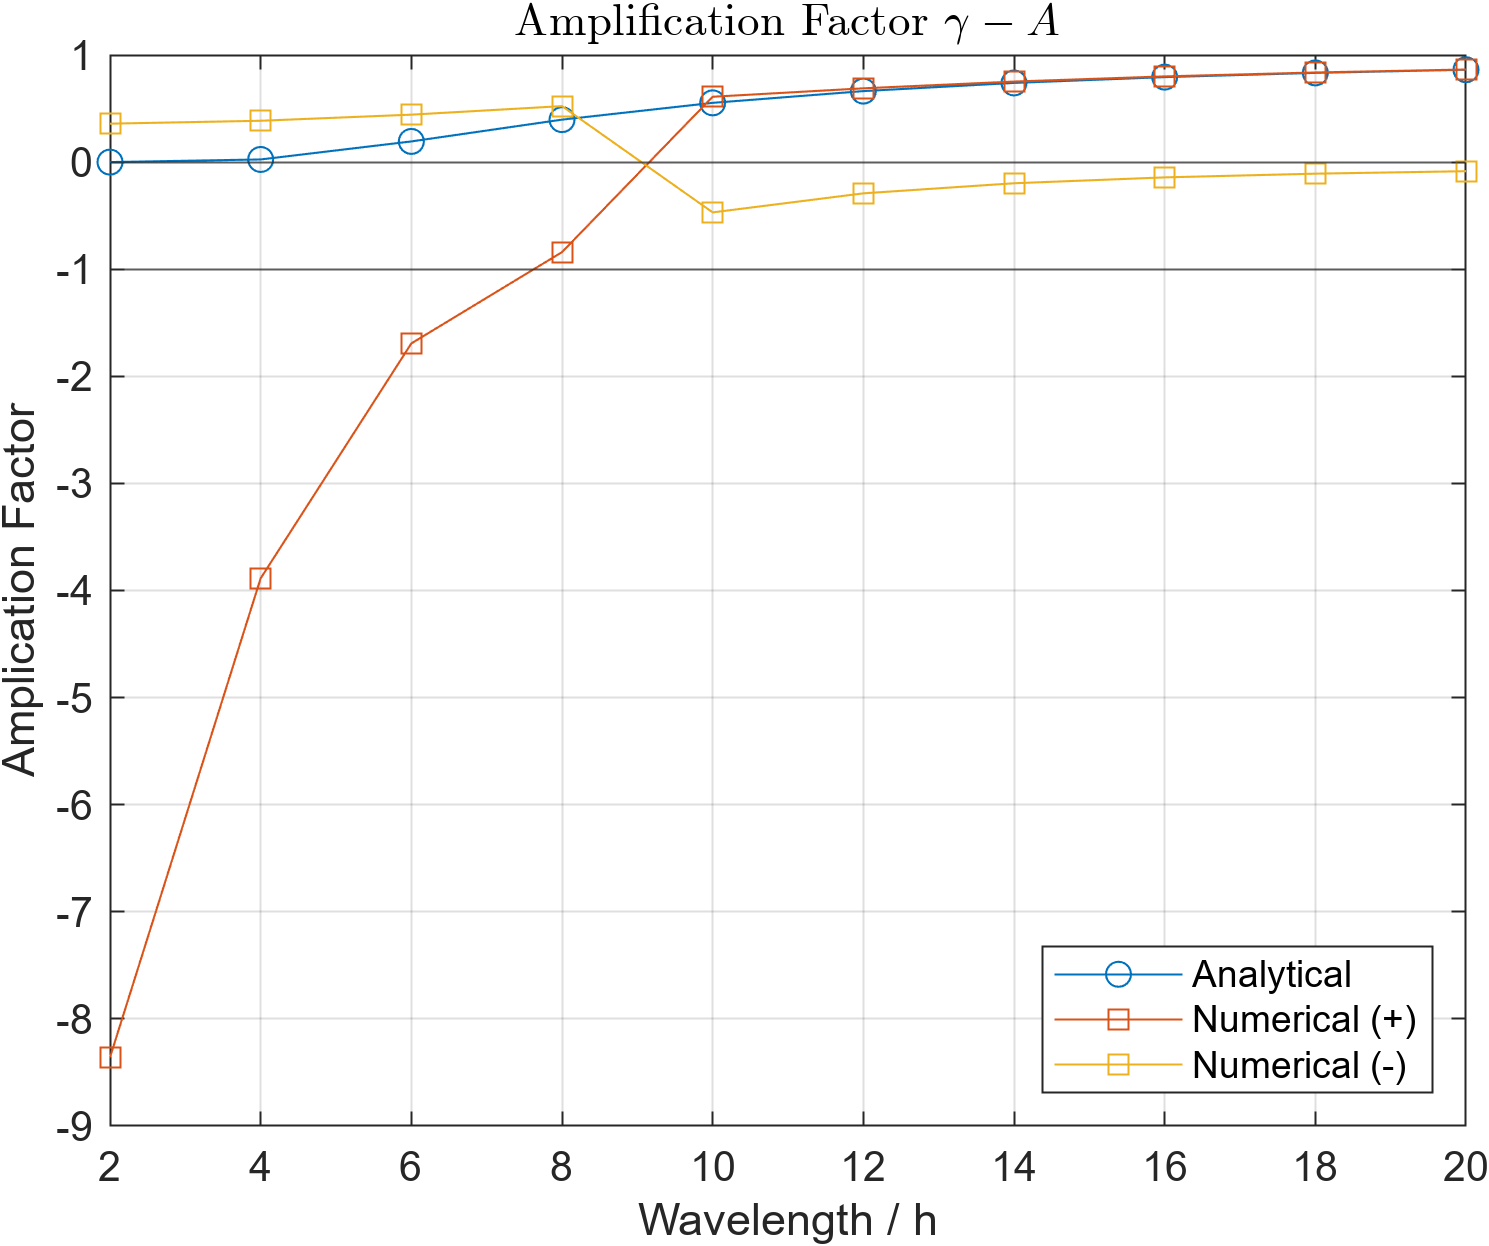 Amplification Factor γ − A
1
0
-1
-2
-3
-4
-5
-6
-7
-8
-9
Amplication Factor
Analytical
Numerical (+)
Numerical (-)
2 4 6 8 10 12 14 16 18 20
Wavelength / h